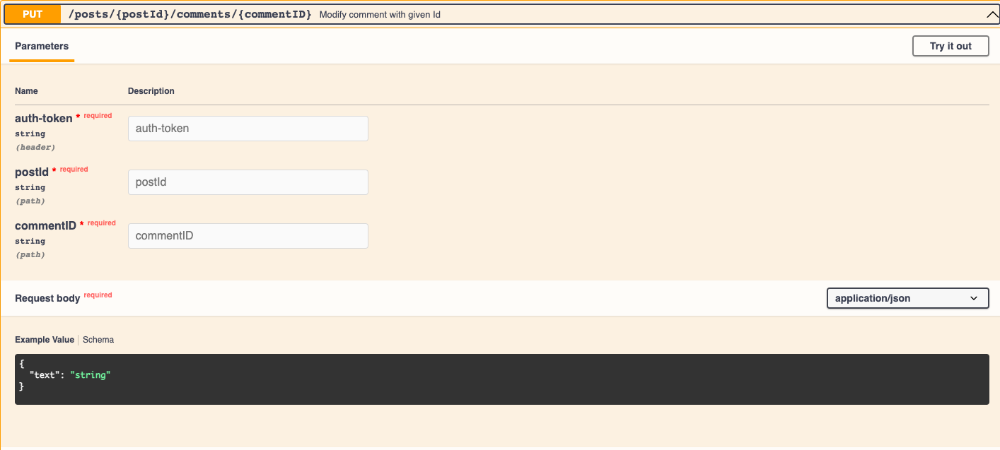 PUT /posts/{postId}/comments/{commentID} Modify comment with given Id
Parameters Try it out
Name Description
auth-token * required auth-token
string
(header)
postId * required postId
string
(path)
commentID * required commentID
string
(path)
Request body required application/json
Example Value Schema
{
  "text": "string"
}